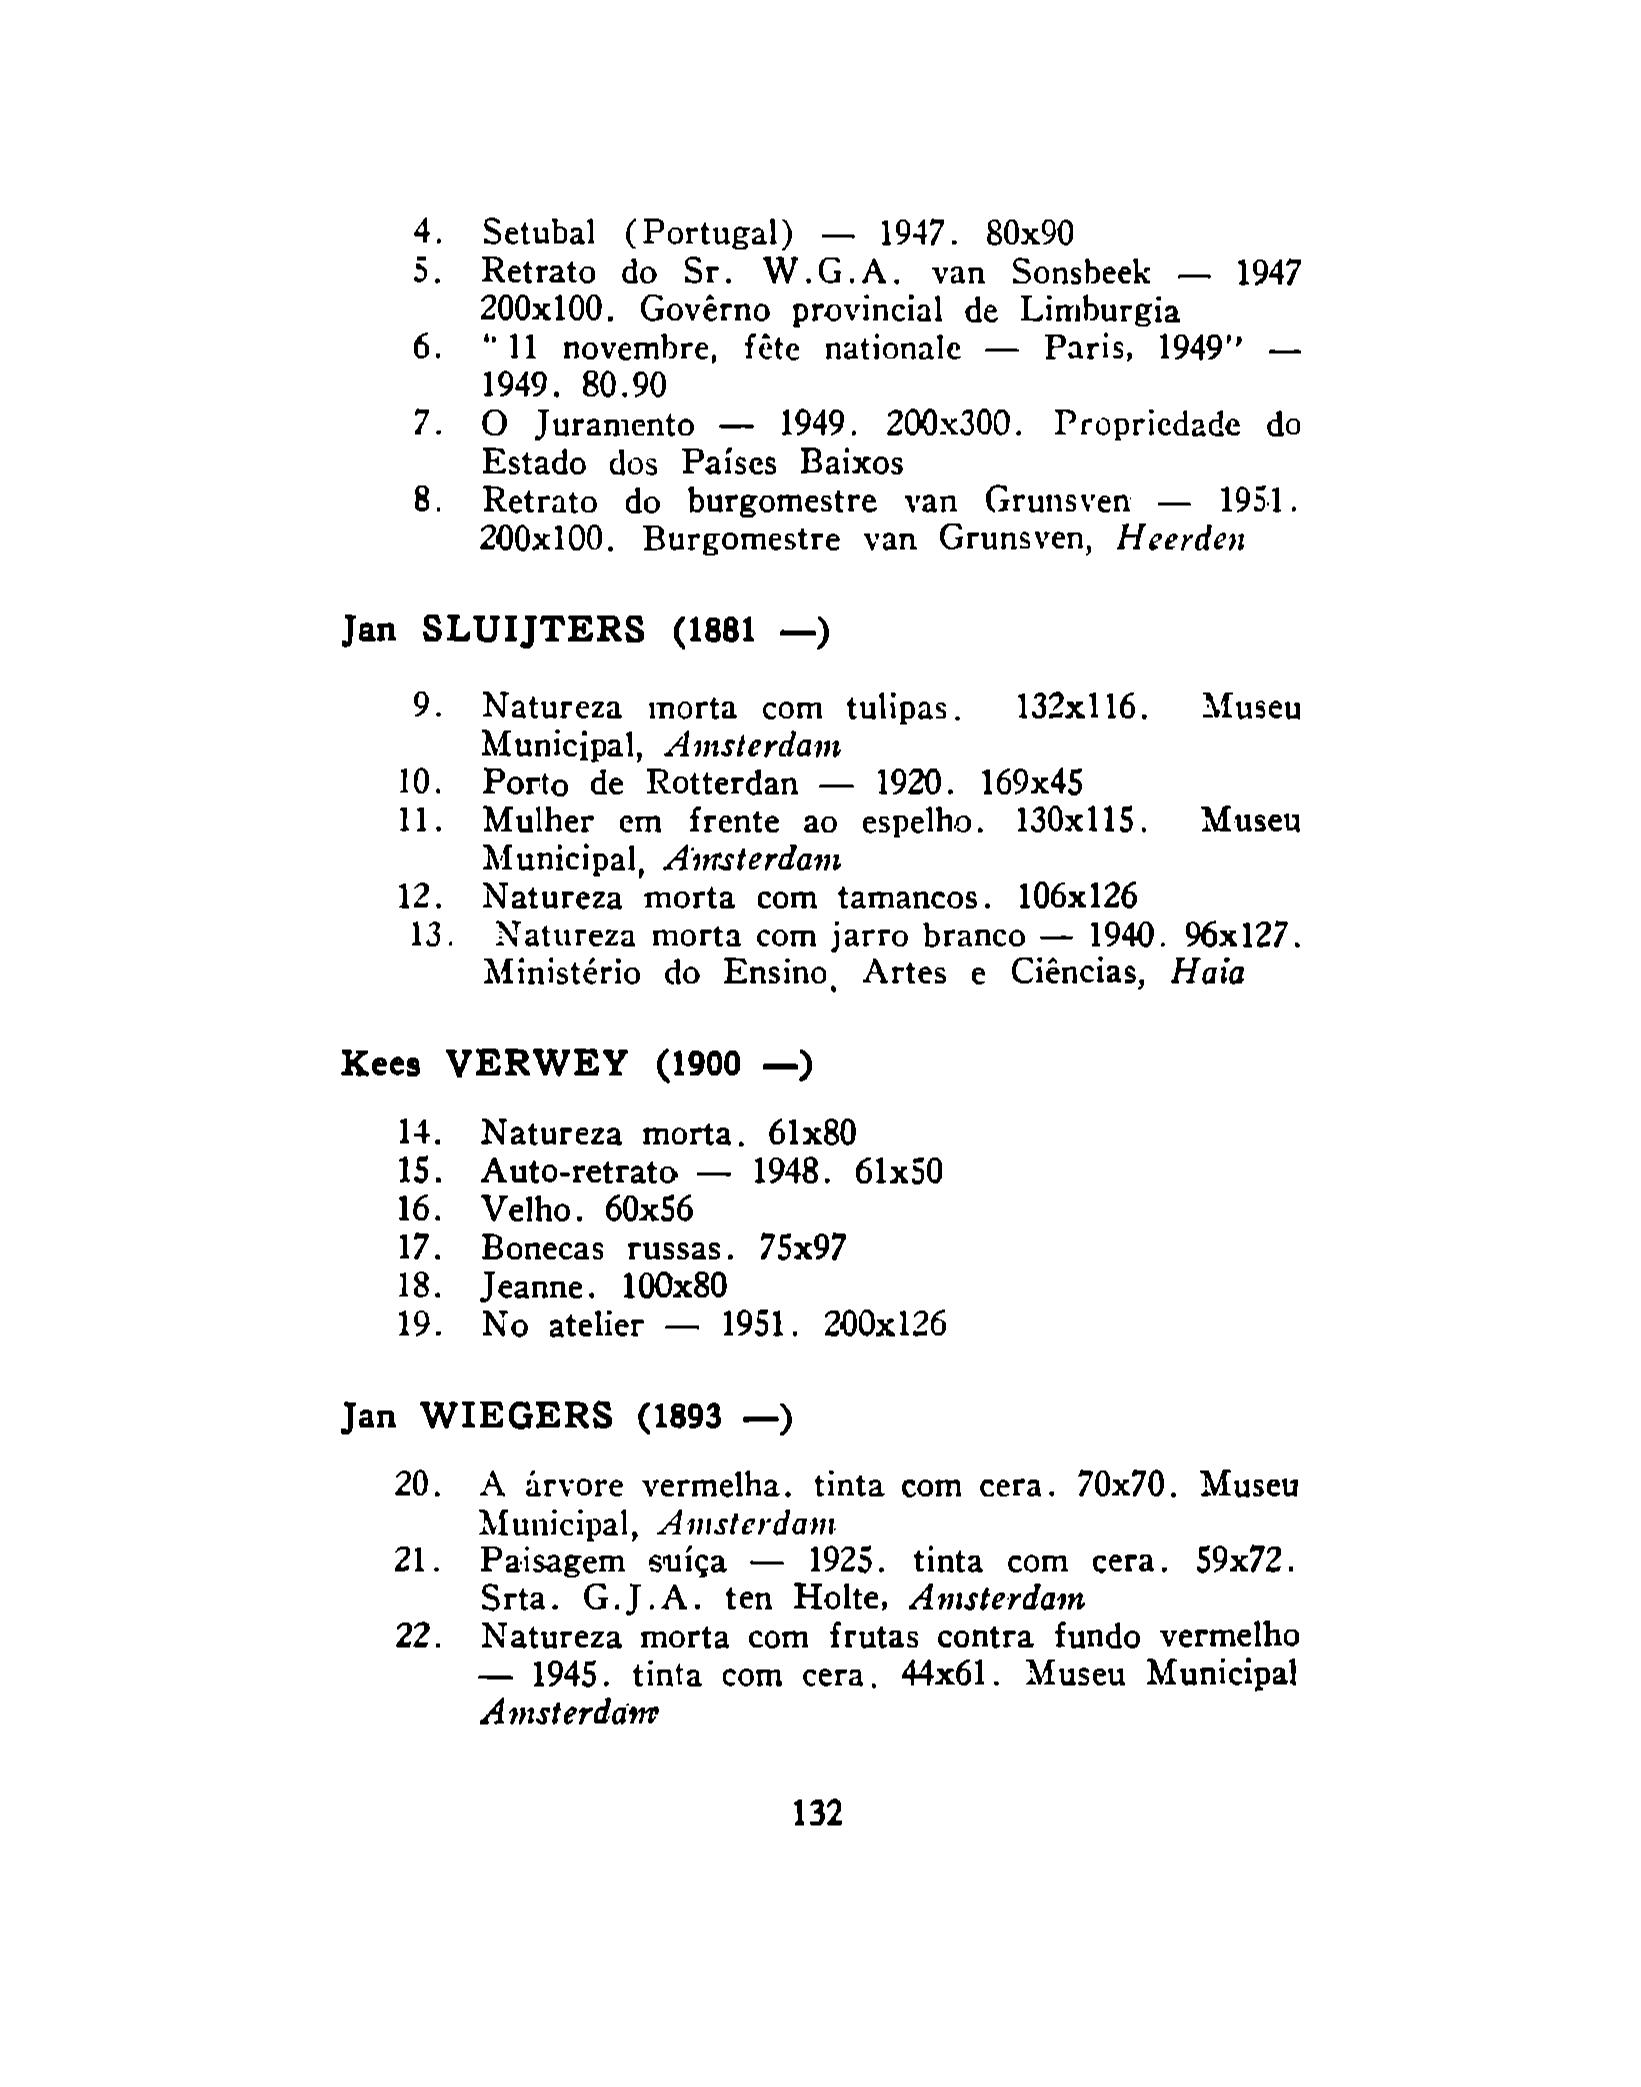 4. Setubal (Portugal) — 1947. 80x90
5. Retrato do Sr. W.G.A. van Sonsbeek — 1947
200x100. Govêrno provincial de Limburgia
6. "11 novembre, fête nationale — Paris, 1949" —
1949. 80.90
7. O Juramento — 1949. 200x300. Propriedade do
Estado dos Países Baixos
8. Retrato do burgomestre van Grunsven — 1951.
200x100. Burgomestre van Grunsven, Heerden
Jan SLUIJTERS (1881 —)
9. Natureza morta com tulipas. 132x116. Museu
Municipal, Amsterdam
10. Porto de Rotterdan — 1920. 169x45
11. Mulher em frente ao espelho. 130x115. Museu
Municipal, Amsterdam
12. Natureza morta com tamancos. 106x126
13. Natureza morta com jarro branco — 1940. 96x127.
Ministério do Ensino, Artes e Ciências, Haia
Kees VERWEY (1900 —)
14. Natureza morta. 61x80
15. Auto-retrato — 1948. 61x50
16. Velho. 60x56
17. Bonecas russas. 75x97
18. Jeanne. 100x80
19. No atelier — 1951. 200x126
Jan WIEGERS (1893 —)
20. A árvore vermelha. tinta com cera. 70x70. Museu
Municipal, Amsterdam
21. Paisagem suíça — 1925. tinta com cera. 59x72.
Srta. G.J.A. ten Holte, Amsterdam
22. Natureza morta com frutas contra fundo vermelho
— 1945. tinta com cera. 44x61. Museu Municipal
Amsterdam
132